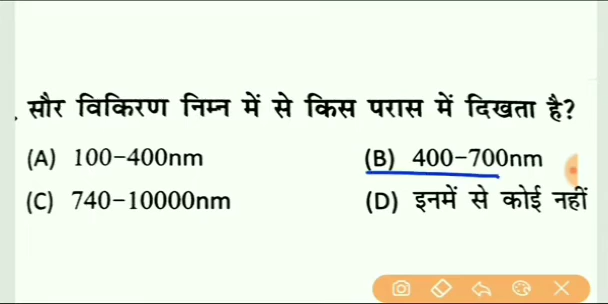 . सौर विकिरण निम्न में से किस परास में दिखता है?
(A) 100-400nm (B) 400-700nm
(C) 740-10000nm (D) इनमें से कोई नहीं